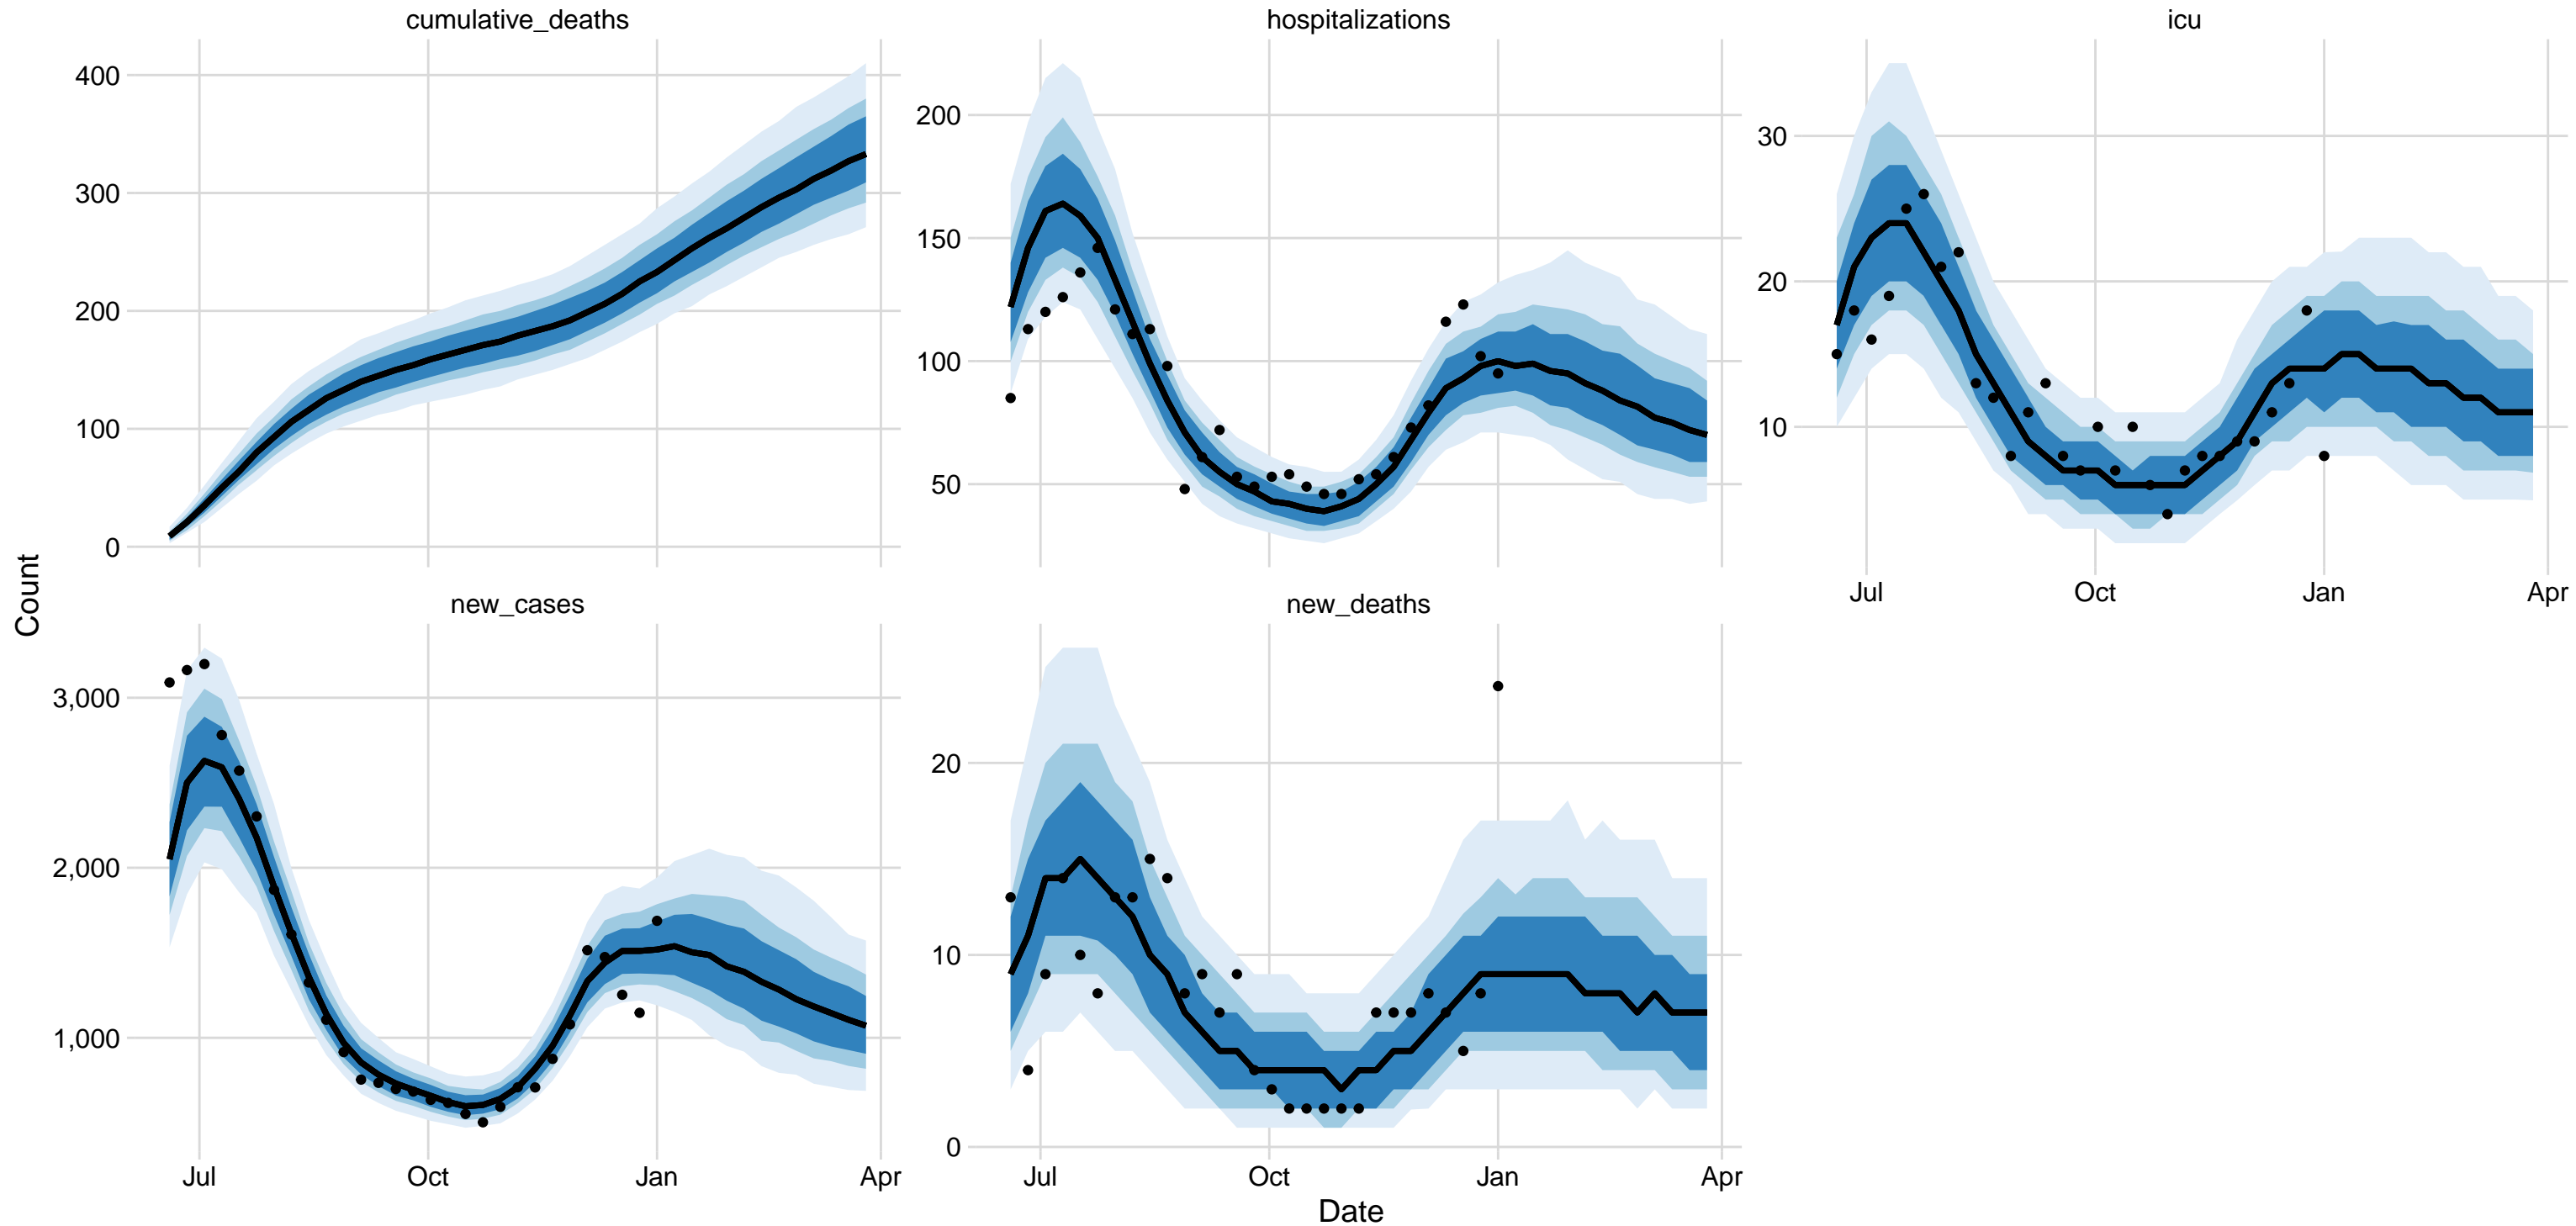 cumulative_deaths
hospitalizations
icu
400
300
200
100
0
200
150
100
50
30
20
10
Jul
Oct
Jan
Apr
Count
new_cases
new_deaths
3,000
2,000
1,000
20
10
0
Jul
Oct
Jan
Apr
Jul
Oct
Jan
Apr
Date